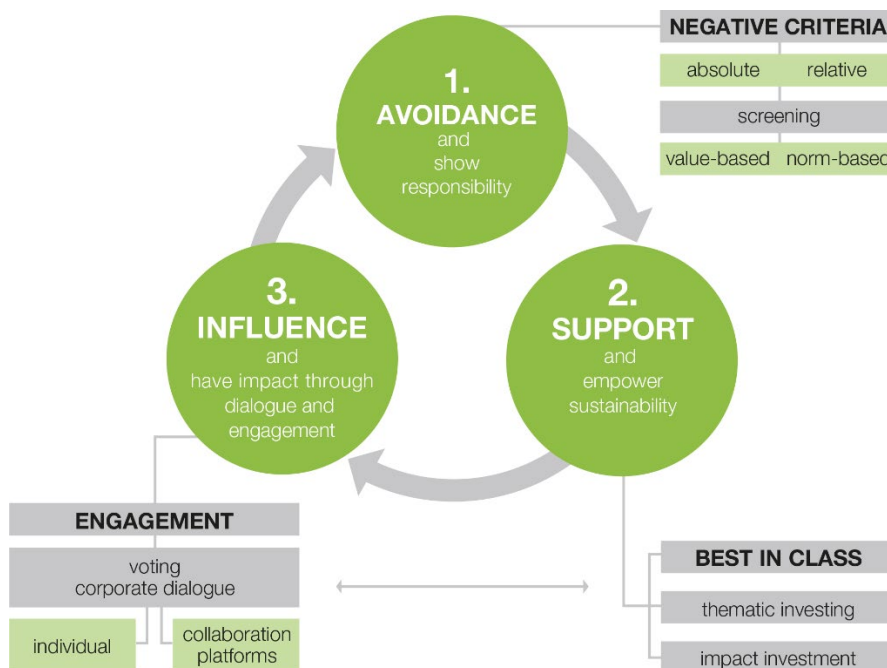 1.
AVOIDANCE
and
show
responsibility
NEGATIVE CRITERIA
absolute relative
screening
value-based norm-based
2.
SUPPORT
and
empower
sustainability
BEST IN CLASS
thematic investing
impact investment
3.
INFLUENCE
and
have impact through
dialogue and
engagement
ENGAGEMENT
voting
corporate dialogue
individual
collaboration
platforms